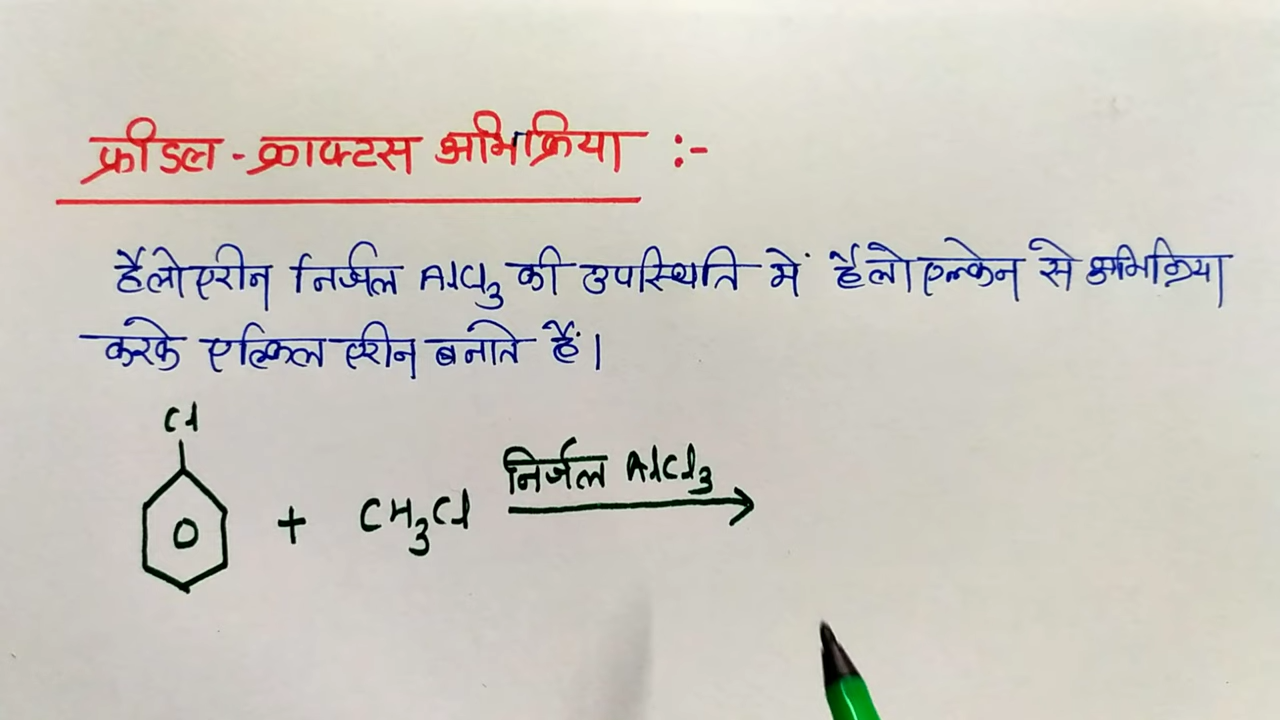 फ्रीडल-क्राफ्टस अभिक्रिया :-
हैलोएरीन निर्जल AlCl₃ की उपस्थिति में हैलोएल्केन से अभिक्रिया
करके एल्किल एरीन बनाते हैं।
Cl
निर्जल AlCl₃
+ CH₃Cl